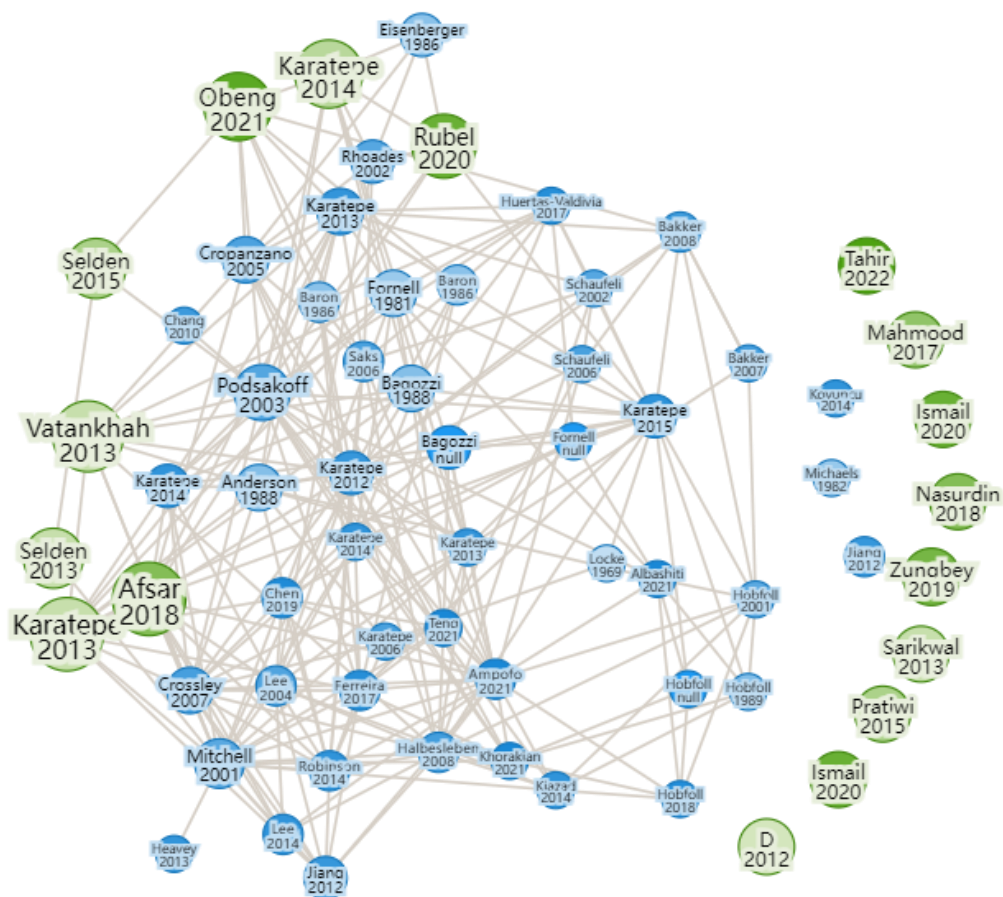 Eisenberger
1986
Karatepe
2014
Obeng
2021
Rubel
2020
Rhoades
2002
Karatepe
2013
Huertas-Valdivia
2017
Bakker
2008
Selden
2015
Cropanzano
2005
Tahir
2022
Baron
1986
Fornell
1981
Baron
1986
Schaufeli
2002
Chang
2010
Mahmood
2017
Saks
2006
Schaufeli
2006
Bakker
2007
Podsakoff
2003
Bagozzi
1988
Koyuncu
2014
Karatepe
2015
Ismail
2020
Vatankhah
2013
Bagozzi
null
Fornell
null
Karatepe
2014
Anderson
1988
Karatepe
2012
Michaels
1982
Nasurdin
2018
Karatepe
2014
Karatepe
2013
Selden
2013
Locke
1969
Albashiti
2021
Jiang
2012
Zungbey
2019
Afsar
2018
Chen
2019
Hobfoll
2001
Karatepe
2013
Karatepe
2006
Teng
2021
Sarikwal
2013
Crossley
2007
Lee
2004
Ferreira
2017
Ampofo
2021
Hobfoll
null
Hobfoll
1989
Pratiwi
2015
Mitchell
2001
Robinson
2014
Halbesleben
2008
Khorakian
2021
Kiazad
2014
Hobfoll
2018
Ismail
2020
Heavey
2013
Lee
2014
Jiang
2012
D
2012